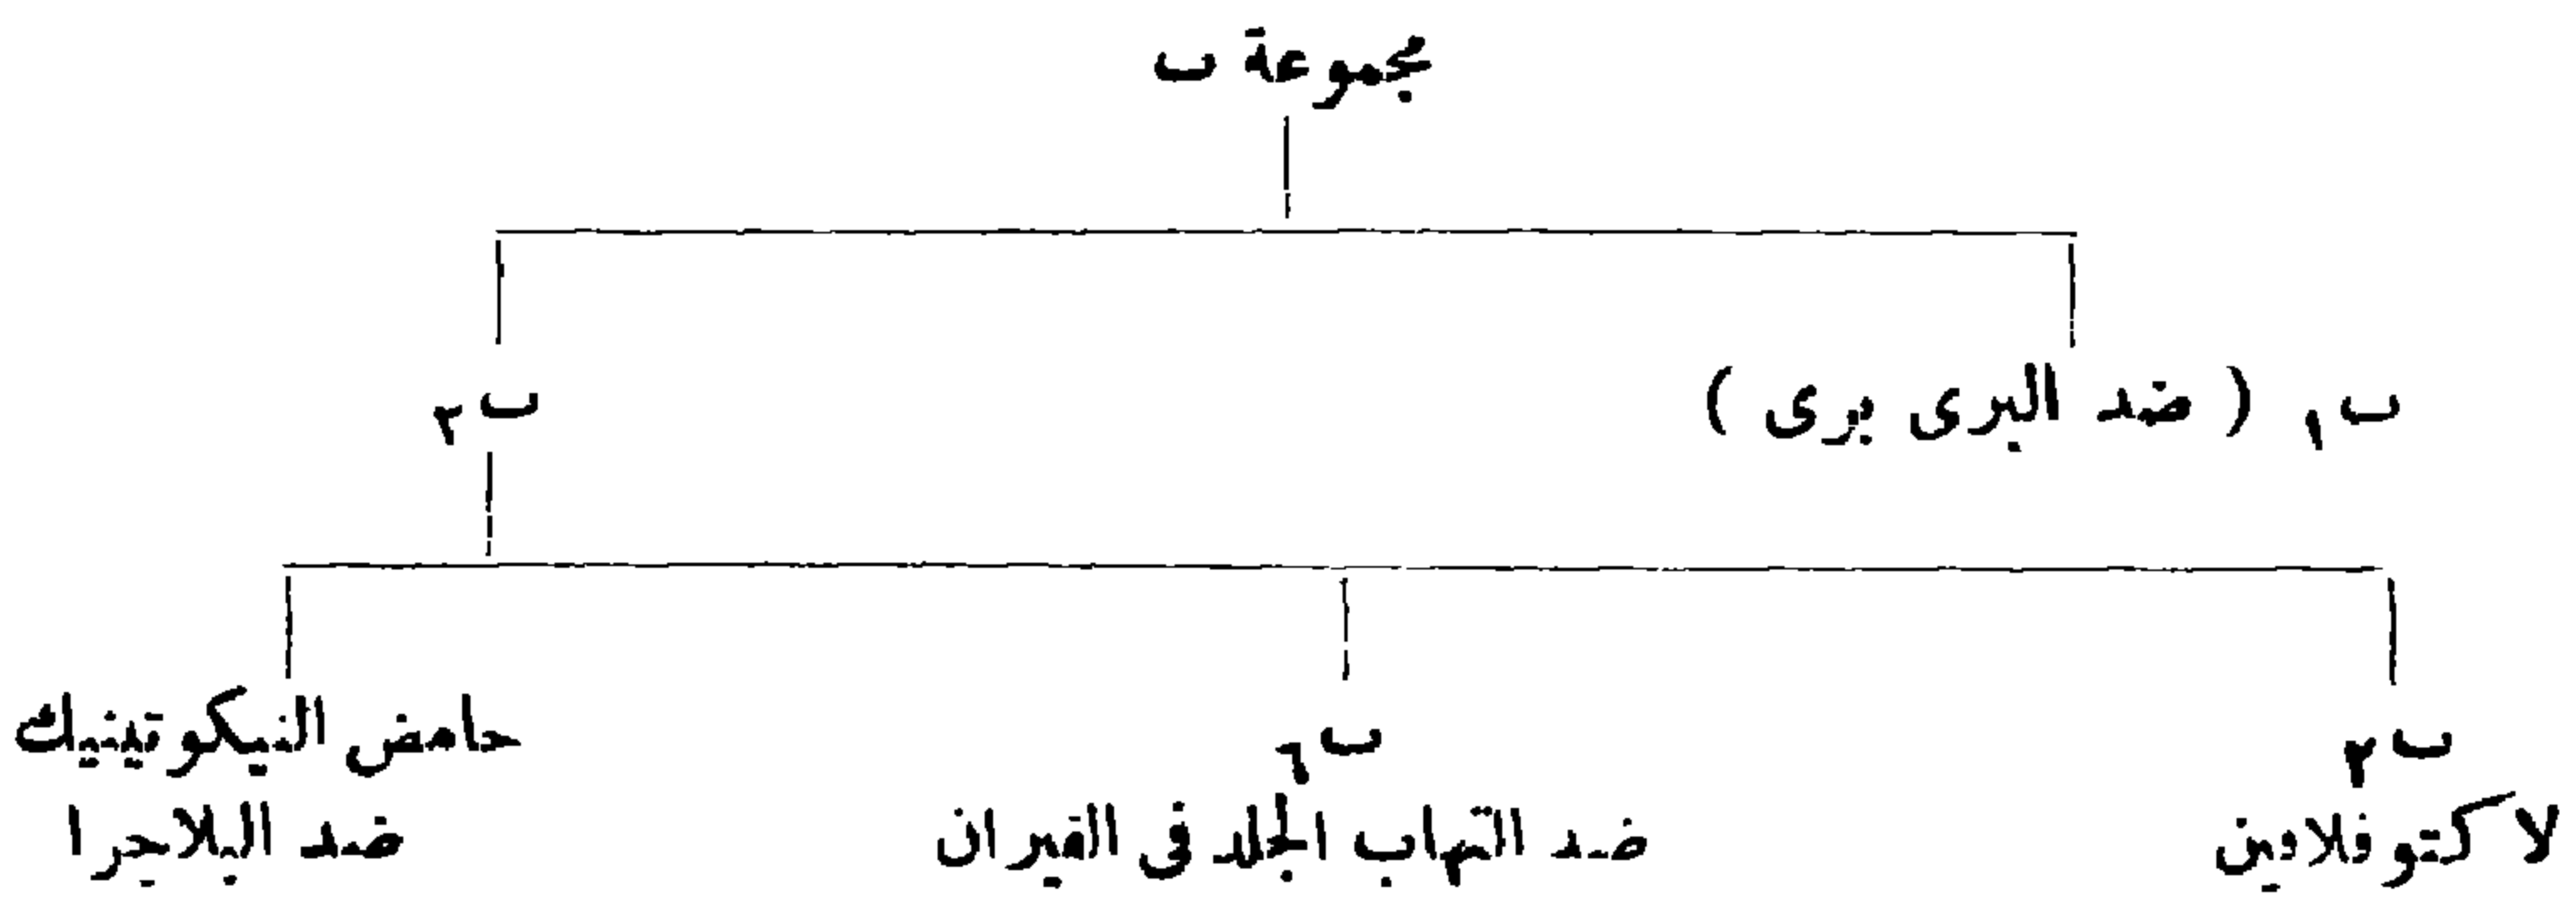 مجموعة ب
ب١ ( ضد البرى برى )
ب٢
ب٢
ب٦
حامض النيكوتينيك
لاكتوفلافين
ضد التهاب الجلد فى الفيران
ضد البلاجرا